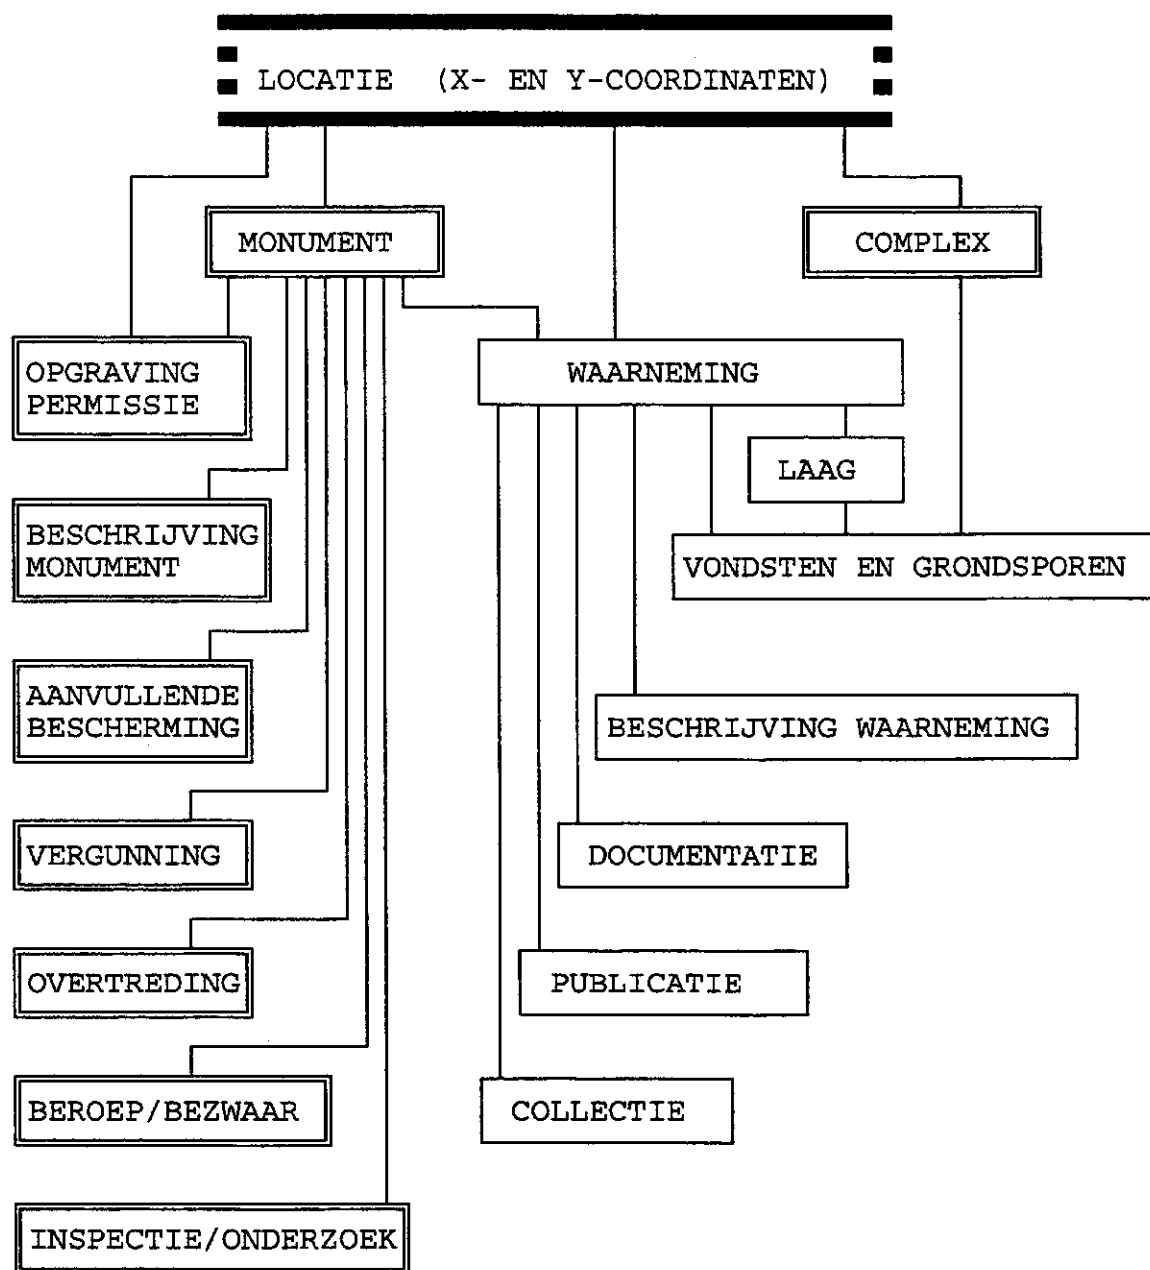 LOCATIE (X- EN Y-COORDINATEN)
MONUMENT
COMPLEX
OPGRAVING
PERMISSIE
WAARNEMING
LAAG
BESCHRIJVING
MONUMENT
VONDSTEN EN GRONDSPOREN
AANVULLENDE
BESCHERMING
BESCHRIJVING WAARNEMING
VERGUNNING
DOCUMENTATIE
OVERTREDING
PUBLICATIE
BEROEP/BEZWAAR
COLLECTIE
INSPECTIE/ONDERZOEK